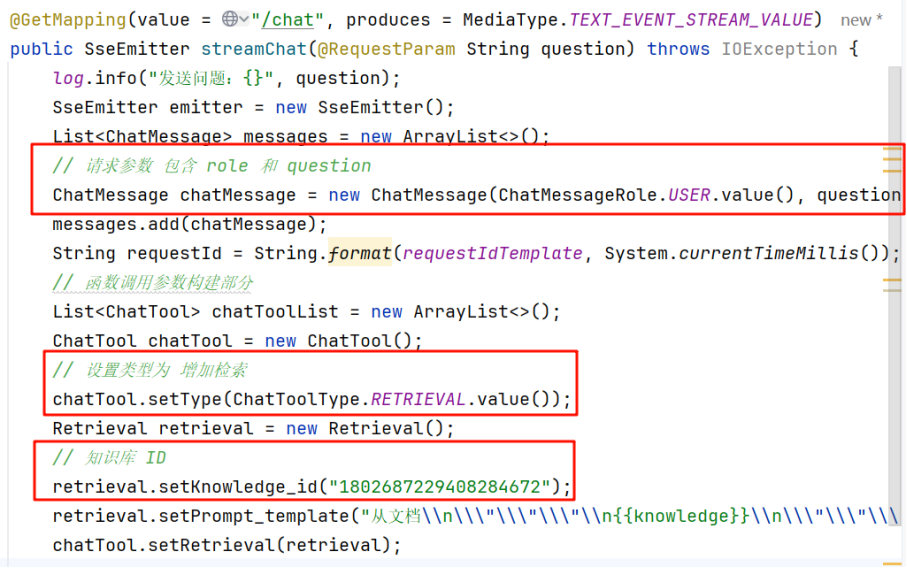 @GetMapping(value = "/chat", produces = MediaType.TEXT_EVENT_STREAM_VALUE)  new *
public SseEmitter streamChat(@RequestParam String question) throws IOException {
log.info("发送问题：{}", question);
SseEmitter emitter = new SseEmitter();
List<ChatMessage> messages = new ArrayList<>();
// 请求参数 包含 role 和 question
ChatMessage chatMessage = new ChatMessage(ChatMessageRole.USER.value(), question
messages.add(chatMessage);
String requestId = String.format(requestIdTemplate, System.currentTimeMillis());
// 函数调用参数构建部分
List<ChatTool> chatToolList = new ArrayList<>();
ChatTool chatTool = new ChatTool();
// 设置类型为 增加检索
chatTool.setType(ChatToolType.RETRIEVAL.value());
Retrieval retrieval = new Retrieval();
// 知识库 ID
retrieval.setKnowledge_id("1802687229408284672");
retrieval.setPrompt_template("从文档\\n\\\"\\\"\\\"\\n{{knowledge}}\\n\\\"\\\"\\\
chatTool.setRetrieval(retrieval);